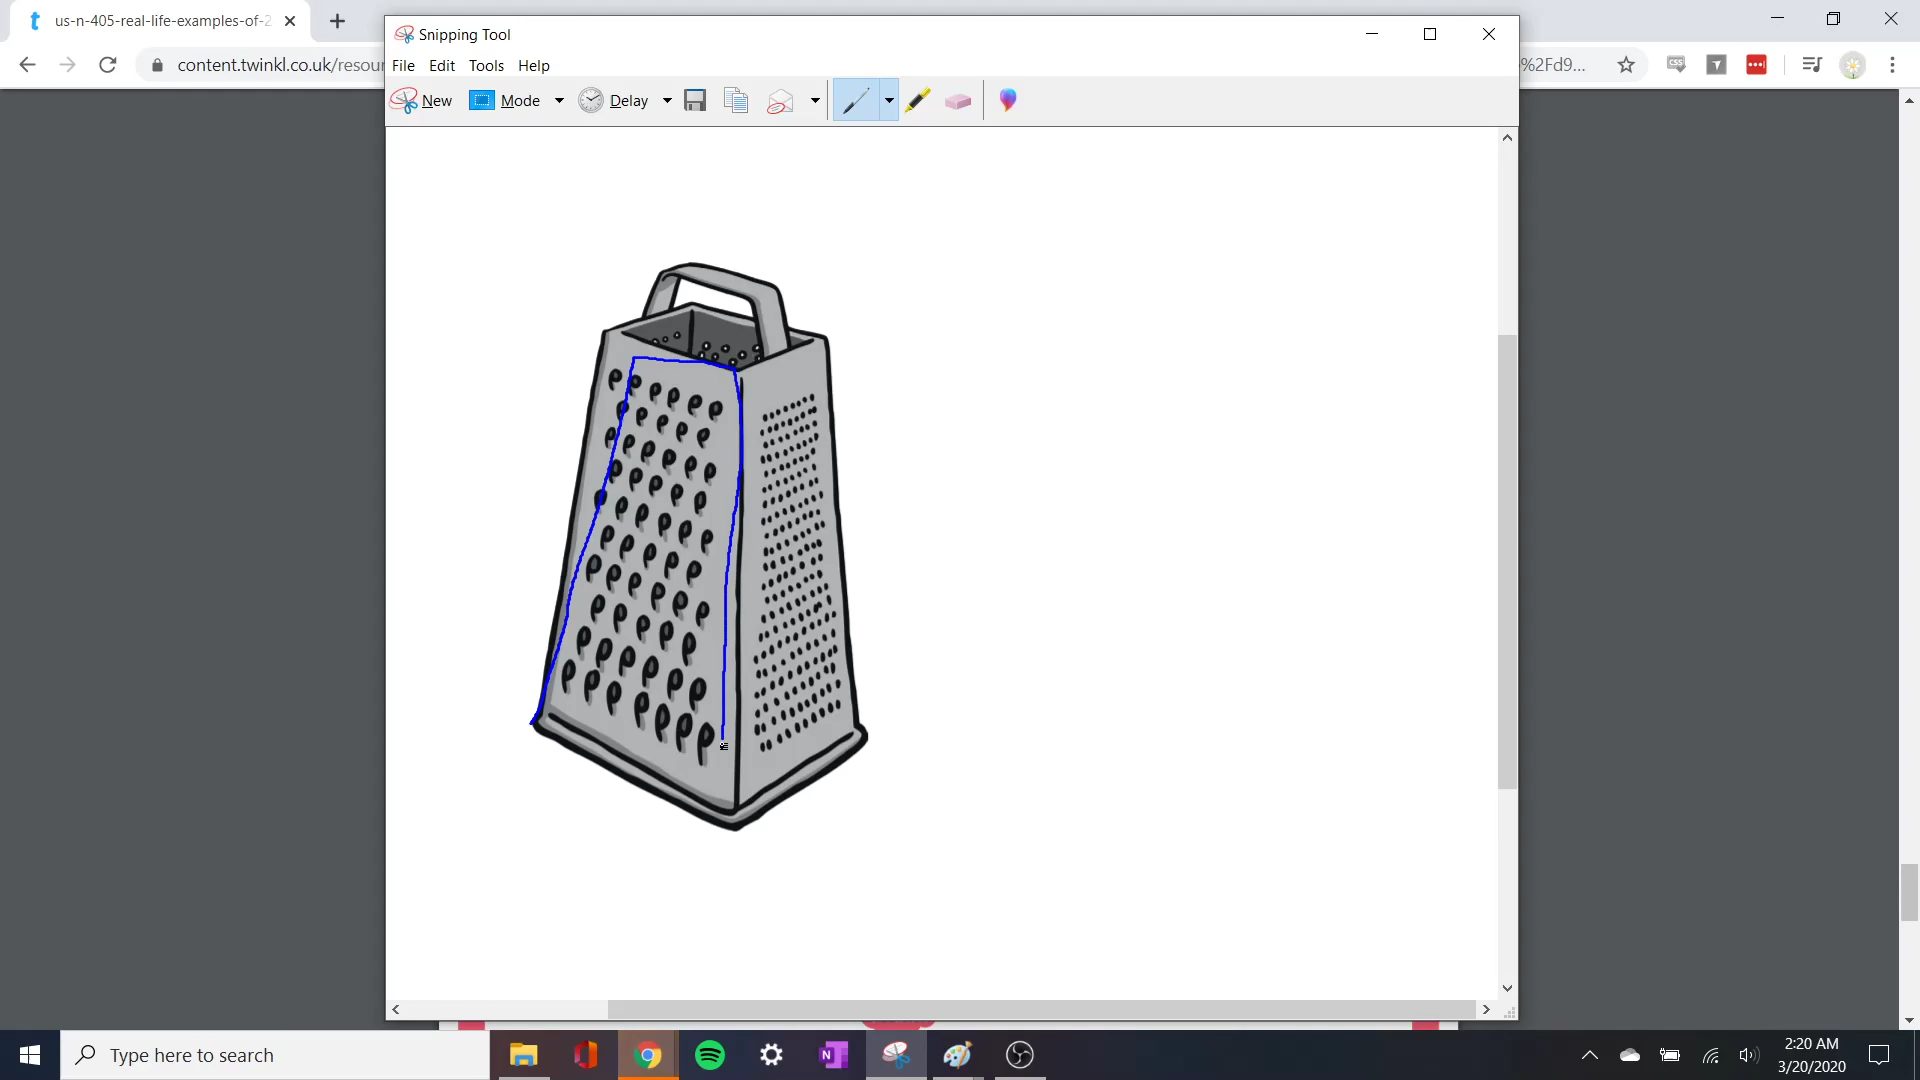 us-n-405-real-life-examples-of-2
Snipping Tool
content.twinkl.co.uk/resou
%2Fd9...
File Edit Tools Help
New Mode Delay
Type here to search
2:20 AM
3/20/2020